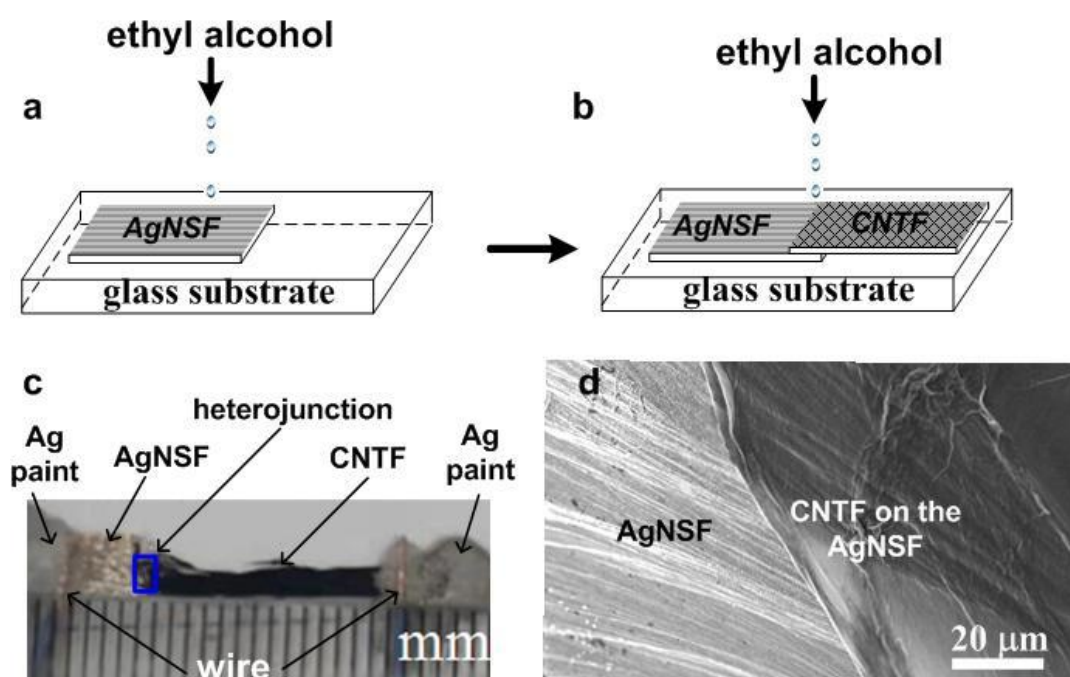 ethyl alcohol
a
AgNSF
glass substrate
ethyl alcohol
b
AgNSF
CNTF
glass substrate
c
heterojunction
Ag
paint
AgNSF
CNTF
Ag
paint
wire
mm
d
AgNSF
CNTF on the
AgNSF
20 μm